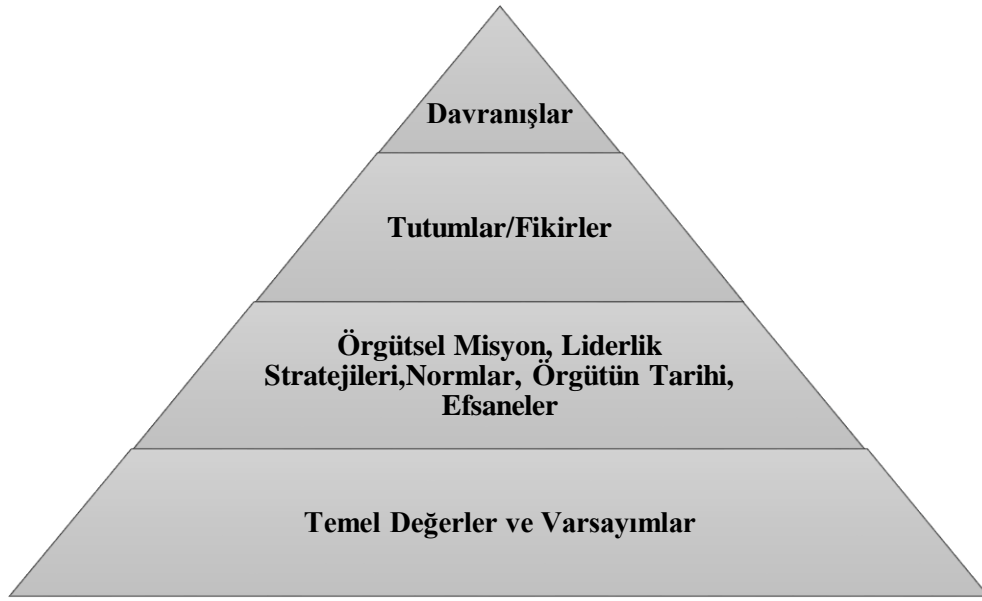 Davranışlar
Tutumlar/Fikirler
Örgütsel Misyon, Liderlik
Stratejileri,Normlar, Örgütün Tarihi,
Efsaneler
Temel Değerler ve Varsayımlar